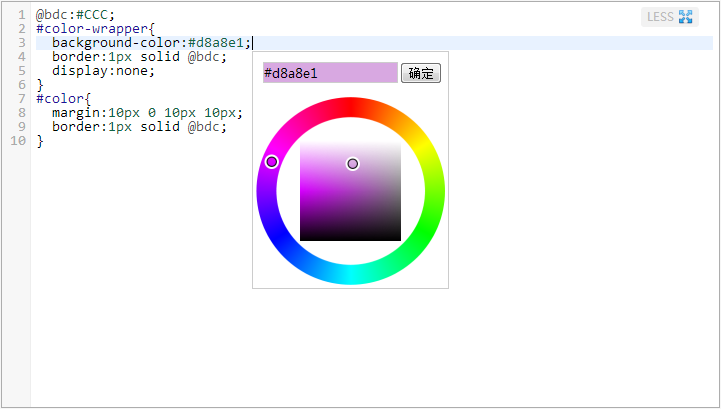 LESS
1 @bdc:#CCC;
2 #color-wrapper{
3 background-color:#d8a8e1;
4 border:1px solid @bdc;
5 display:none;
6 }
7 #color{
8 margin:10px 0 10px 10px;
9 border:1px solid @bdc;
10 }
#d8a8e1 确定